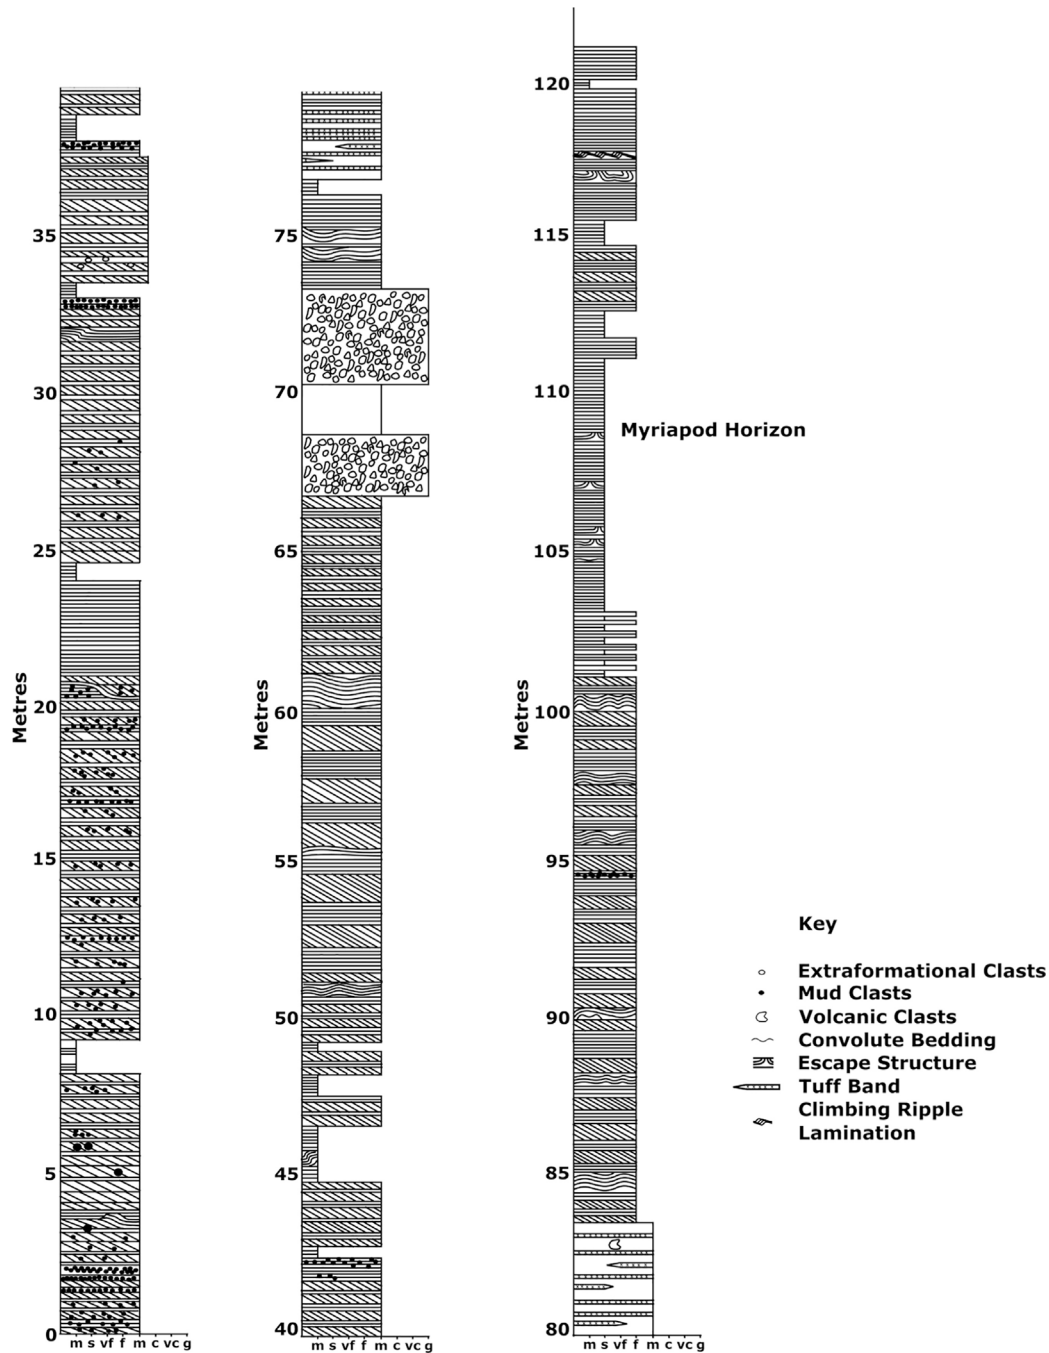 35
30
25
20
15
10
5
0
Metres
m s vf f m c vc g
75
70
65
60
55
50
45
40
Metres
m s vf f m c vc g
120
115
110
105
100
95
90
85
80
Metres
m s vf f m c vc g
Myriapod Horizon
Key
Extraformational Clasts
Mud Clasts
Volcanic Clasts
Convolute Bedding
Escape Structure
Tuff Band
Climbing Ripple
Lamination